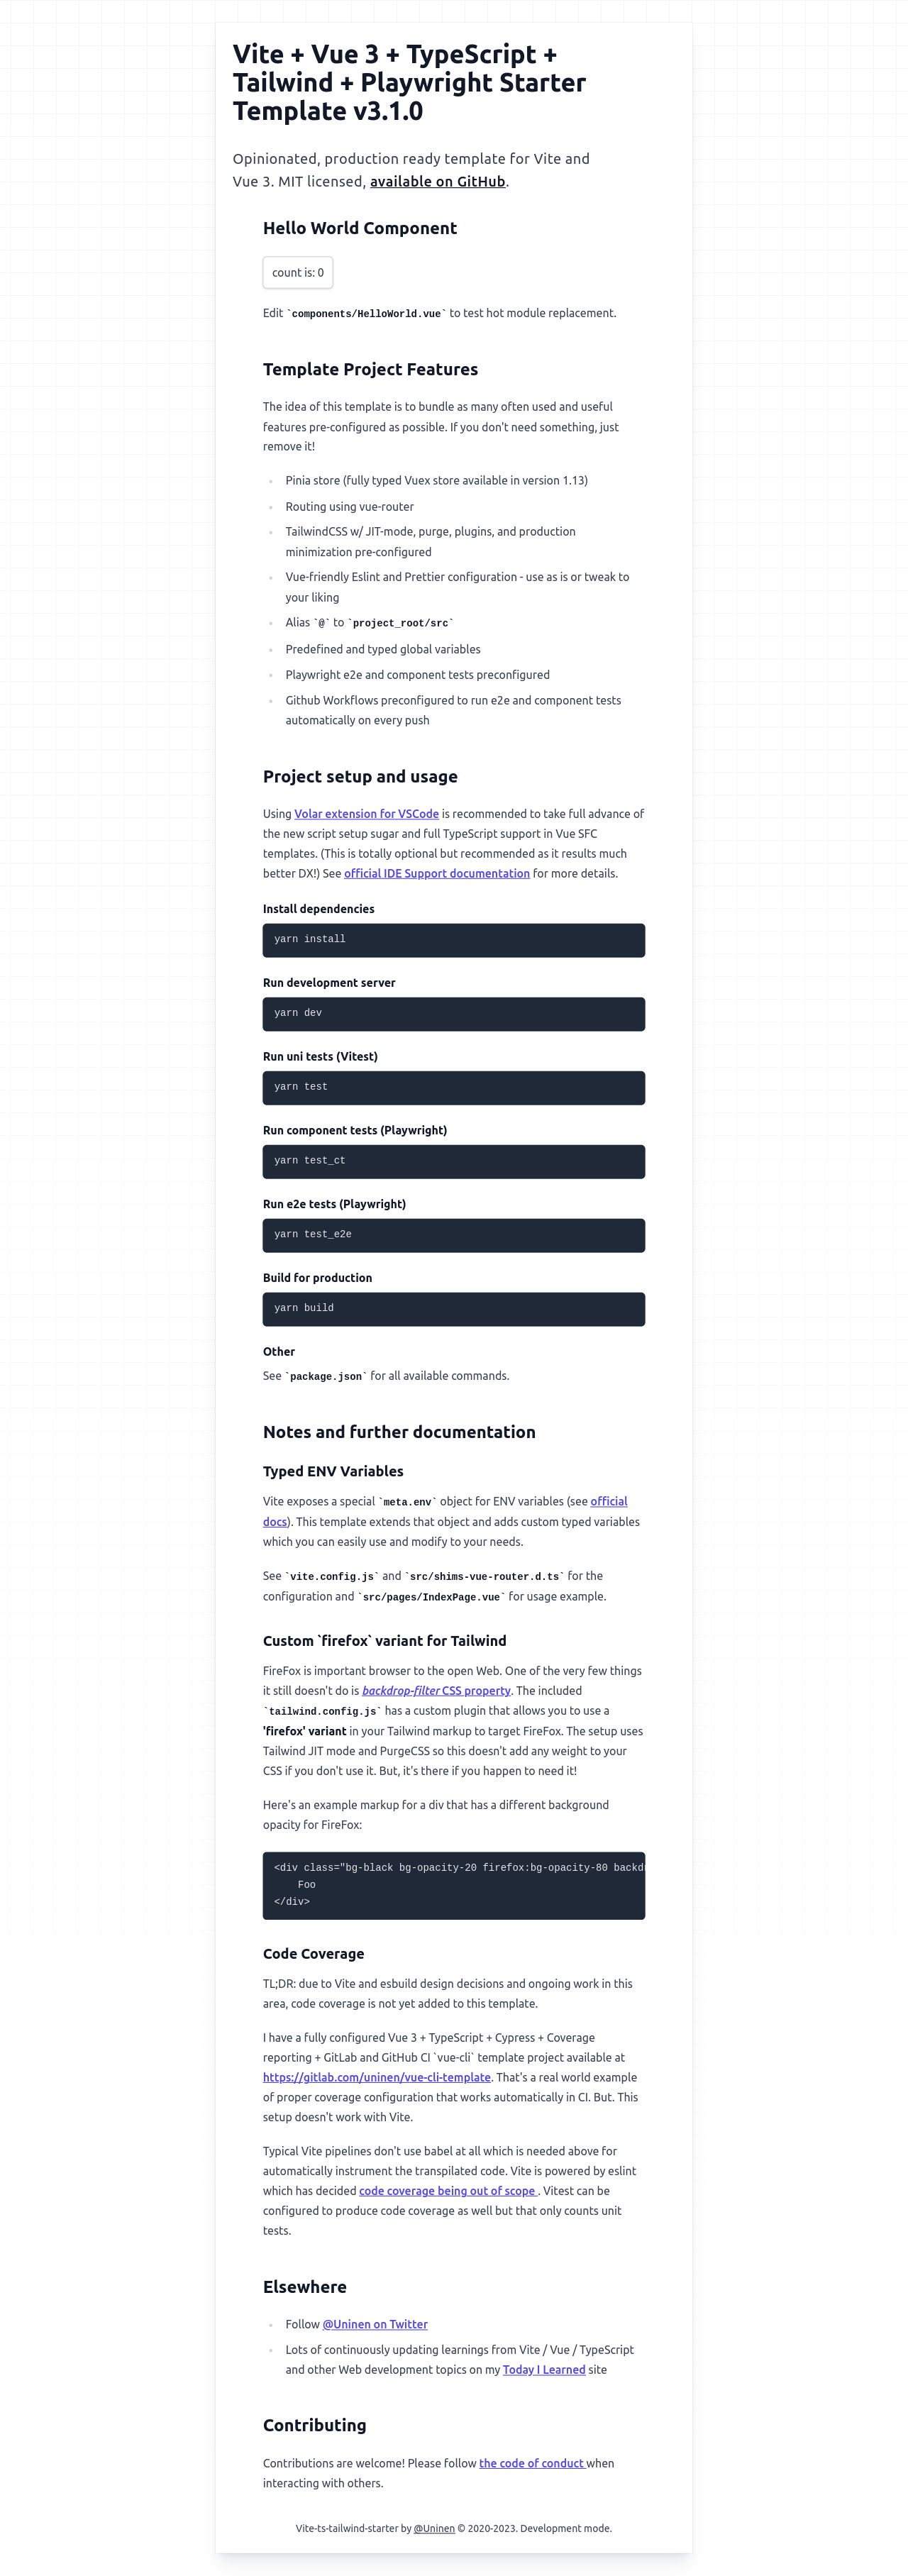 Vite + Vue 3 + TypeScript +
Tailwind + Playwright Starter
Template v3.1.0
Opinionated, production ready template for Vite and
Vue 3. MIT licensed, available on GitHub.
Hello World Component
count is: 0
Edit `components/HelloWorld.vue` to test hot module replacement.
Template Project Features
The idea of this template is to bundle as many often used and useful
features pre-configured as possible. If you don't need something, just
remove it!
Pinia store (fully typed Vuex store available in version 1.13)
Routing using vue-router
TailwindCSS w/ JIT-mode, purge, plugins, and production
minimization pre-configured
Vue-friendly Eslint and Prettier configuration - use as is or tweak to
your liking
Alias `@` to `project_root/src`
Predefined and typed global variables
Playwright e2e and component tests preconfigured
Github Workflows preconfigured to run e2e and component tests
automatically on every push
Project setup and usage
Using Volar extension for VSCode is recommended to take full advance of
the new script setup sugar and full TypeScript support in Vue SFC
templates. (This is totally optional but recommended as it results much
better DX!) See official IDE Support documentation for more details.
Install dependencies
yarn install
Run development server
yarn dev
Run uni tests (Vitest)
yarn test
Run component tests (Playwright)
yarn test_ct
Run e2e tests (Playwright)
yarn test_e2e
Build for production
yarn build
Other
See `package.json` for all available commands.
Notes and further documentation
Typed ENV Variables
Vite exposes a special `meta.env` object for ENV variables (see official
docs). This template extends that object and adds custom typed variables
which you can easily use and modify to your needs.
See `vite.config.js` and `src/shims-vue-router.d.ts` for the
configuration and `src/pages/IndexPage.vue` for usage example.
Custom `firefox` variant for Tailwind
FireFox is important browser to the open Web. One of the very few things
it still doesn't do is backdrop-filter CSS property. The included
`tailwind.config.js` has a custom plugin that allows you to use a
'firefox' variant in your Tailwind markup to target FireFox. The setup uses
Tailwind JIT mode and PurgeCSS so this doesn't add any weight to your
CSS if you don't use it. But, it's there if you happen to need it!
Here's an example markup for a div that has a different background
opacity for FireFox:
<div class="bg-black bg-opacity-20 firefox:bg-opacity-80 backd
Foo
</div>
Code Coverage
TL;DR: due to Vite and esbuild design decisions and ongoing work in this
area, code coverage is not yet added to this template.
I have a fully configured Vue 3 + TypeScript + Cypress + Coverage
reporting + GitLab and GitHub CI `vue-cli` template project available at
https://gitlab.com/uninen/vue-cli-template. That's a real world example
of proper coverage configuration that works automatically in CI. But. This
setup doesn't work with Vite.
Typical Vite pipelines don't use babel at all which is needed above for
automatically instrument the transpilated code. Vite is powered by eslint
which has decided code coverage being out of scope . Vitest can be
configured to produce code coverage as well but that only counts unit
tests.
Elsewhere
Follow @Uninen on Twitter
Lots of continuously updating learnings from Vite / Vue / TypeScript
and other Web development topics on my Today I Learned site
Contributing
Contributions are welcome! Please follow the code of conduct when
interacting with others.
Vite-ts-tailwind-starter by @Uninen © 2020-2023. Development mode.